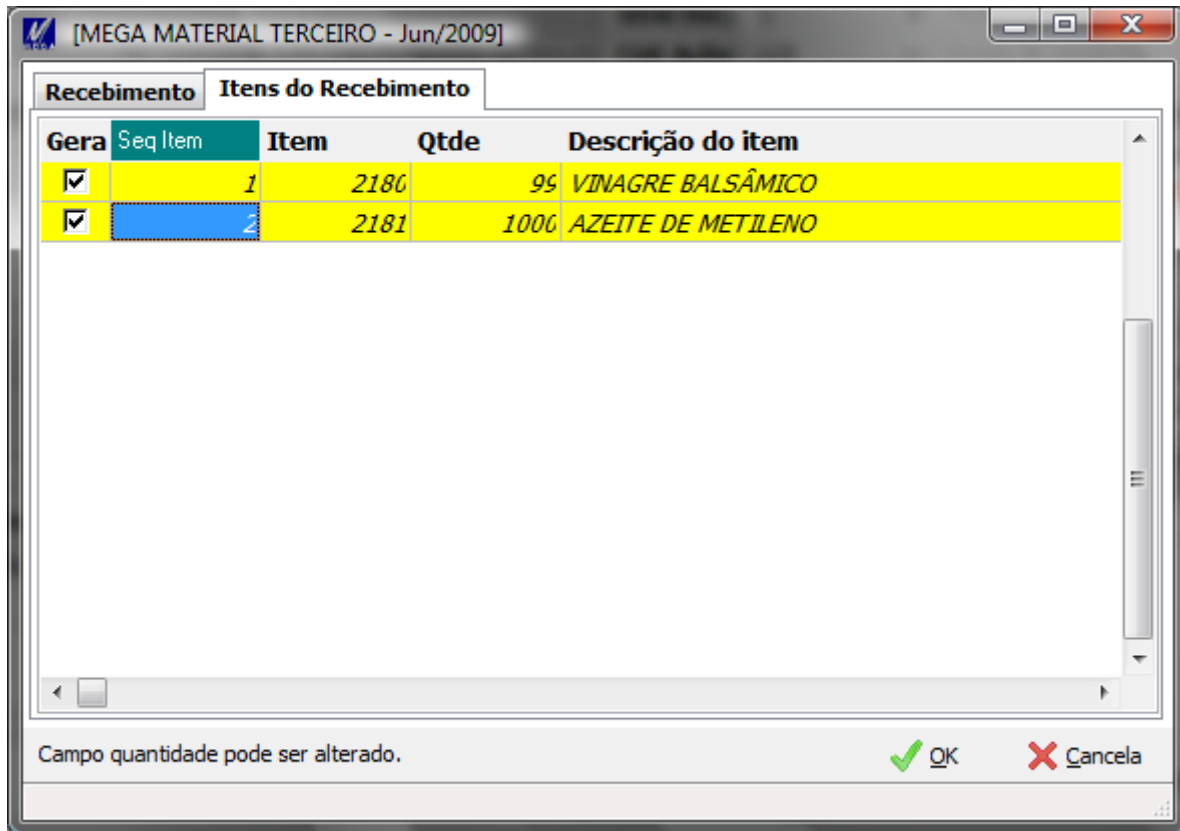 [MEGA MATERIAL TERCEIRO - Jun/2009]
Recebimento Itens do Recebimento
Gera Seq Item Item Qtde Descrição do item
1 2180 99 VINAGRE BALSÂMICO
2 2181 1000 AZEITE DE METILENO
Campo quantidade pode ser alterado. OK Cancela